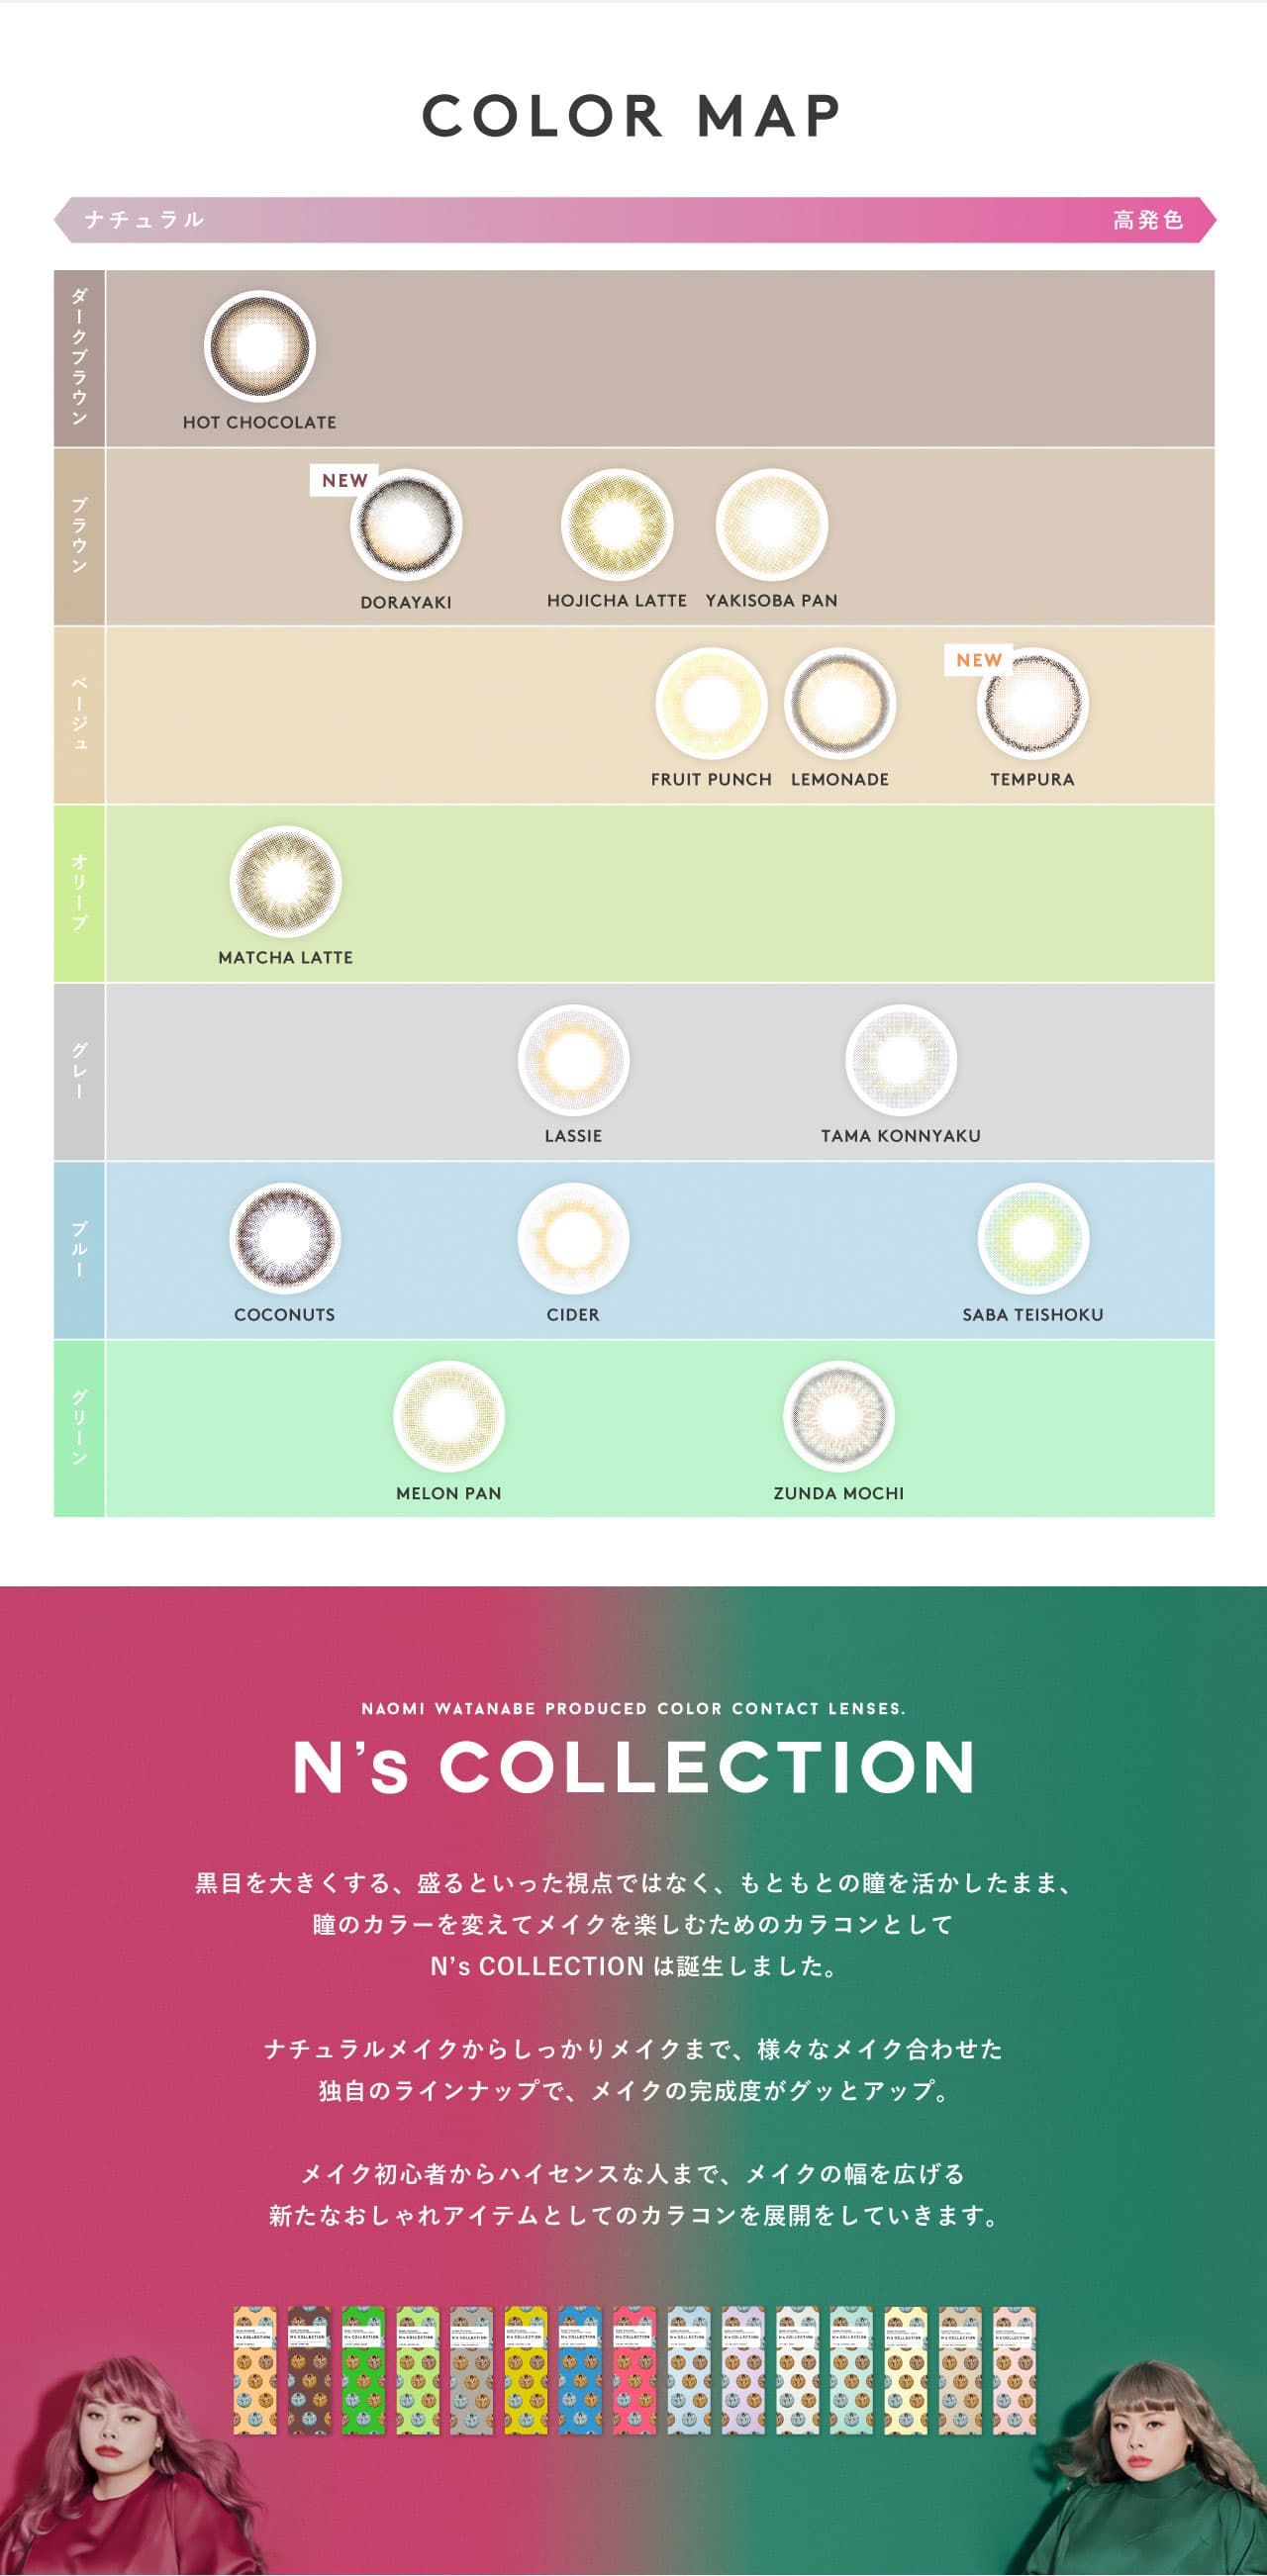 COLOR MAP
ナチュラル
高発色
ダークブラウン
HOT CHOCOLATE
ブラウン
NEW
DORAYAKI
HOJICHA LATTE
YAKISOBA PAN
ベージュ
FRUIT PUNCH
LEMONADE
NEW
TEMPURA
オリーブ
MATCHA LATTE
グレー
LASSIE
TAMA KONNYAKU
ブルー
COCONUTS
CIDER
SABA TEISHOKU
グリーン
MELON PAN
ZUNDA MOCHI
NAOMI WATANABE PRODUCED COLOR CONTACT LENSES.
N's COLLECTION
黒目を大きくする、盛るといった視点ではなく、もともとの瞳を活かしたまま、
瞳のカラーを変えてメイクを楽しむためのカラコンとして
N's COLLECTION は誕生しました。
ナチュラルメイクからしっかりメイクまで、様々なメイク合わせた
独自のラインナップで、メイクの完成度がグッとアップ。
メイク初心者からハイセンスな人まで、メイクの幅を広げる
新たなおしゃれアイテムとしてのカラコンを展開をしていきます。